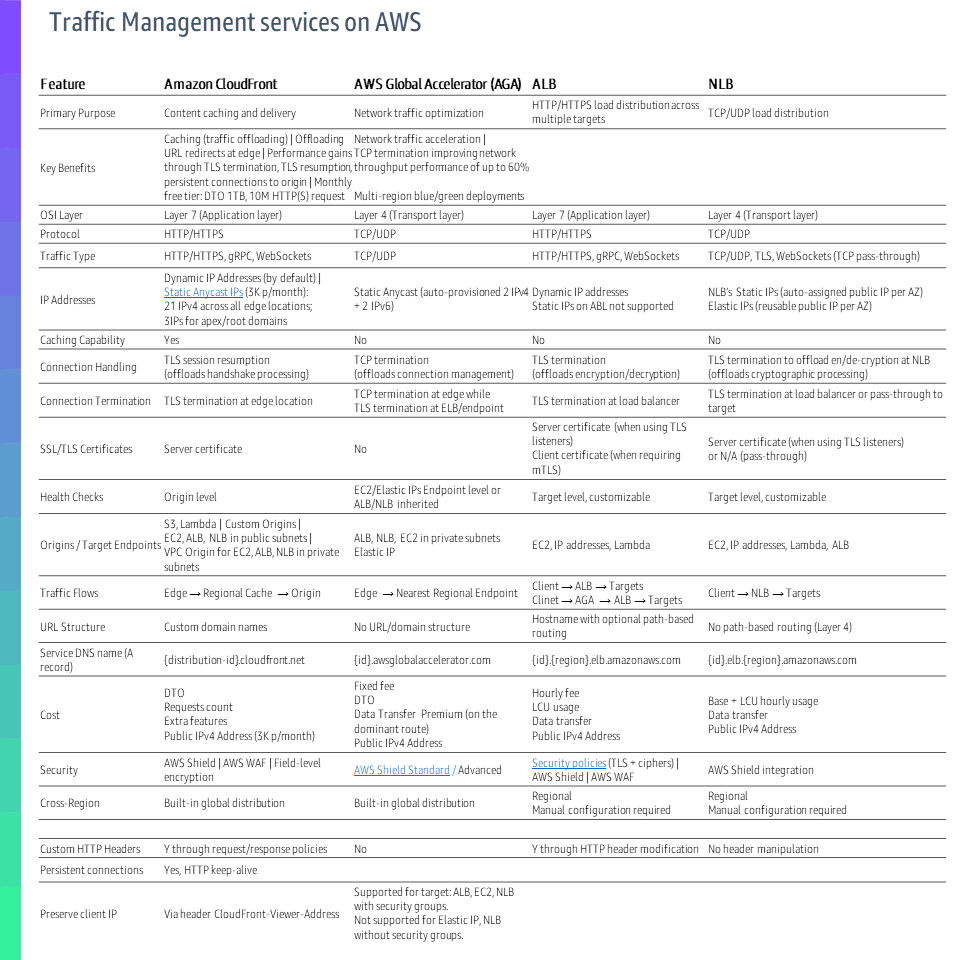 Traffic Management services on AWS
Feature Amazon CloudFront AWS Global Accelerator (AGA) ALB NLB
Primary Purpose
Content caching and delivery
Network traffic optimization
HTTP/HTTPS load distribution across
multiple targets
TCP/UDP load distribution
Key Benefits
Caching (traffic offloading) | Offloading
URL redirects at edge | Performance gains
through TLS termination, TLS resumption,
persistent connections to origin | Monthly
free tier: DTO 1TB, 10M HTTP(S) request
Network traffic acceleration |
TCP termination improving network
throughput performance of up to 60%
Multi-region blue/green deployments
OSI Layer
Layer 7 (Application layer)
Layer 4 (Transport layer)
Layer 7 (Application layer)
Layer 4 (Transport layer)
Protocol
HTTP/HTTPS
TCP/UDP
HTTP/HTTPS
TCP/UDP
Traffic Type
HTTP/HTTPS, gRPC, WebSockets
TCP/UDP
HTTP/HTTPS, gRPC, WebSockets
TCP/UDP, TLS, WebSockets (TCP pass-through)
IP Addresses
Dynamic IP Addresses (by default) |
Static Anycast IPs (3K p/month):
21 IPv4 across all edge locations;
3IPs for apex/root domains
Static Anycast (auto-provisioned 2 IPv4
+ 2 IPv6)
Dynamic IP addresses
Static IPs on ABL not supported
NLB's Static IPs (auto-assigned public IP per AZ)
Elastic IPs (reusable public IP per AZ)
Caching Capability
Yes
No
No
No
Connection Handling
TLS session resumption
(offloads handshake processing)
TCP termination
(offloads connection management)
TLS termination
(offloads encryption/decryption)
TLS termination to offload en/de-cryption at NLB
(offloads cryptographic processing)
Connection Termination
TLS termination at edge location
TCP termination at edge while
TLS termination at ELB/endpoint
TLS termination at load balancer
TLS termination at load balancer or pass-through to
target
SSL/TLS Certificates
Server certificate
No
Server certificate (when using TLS
listeners)
Client certificate (when requiring
mTLS)
Server certificate (when using TLS listeners)
or N/A (pass-through)
Health Checks
Origin level
EC2/Elastic IPs Endpoint level or
ALB/NLB inherited
Target level, customizable
Target level, customizable
Origins / Target Endpoints
S3, Lambda | Custom Origins |
EC2, ALB, NLB in public subnets |
VPC Origin for EC2, ALB, NLB in private
subnets
ALB, NLB, EC2 in private subnets
Elastic IP
EC2, IP addresses, Lambda
EC2, IP addresses, Lambda, ALB
Traffic Flows
Edge → Regional Cache → Origin
Edge → Nearest Regional Endpoint
Client → ALB → Targets
Clinet → AGA → ALB → Targets
Client → NLB → Targets
URL Structure
Custom domain names
No URL/domain structure
Hostname with optional path-based
routing
No path-based routing (Layer 4)
Service DNS name (A
record)
{distribution-id}.cloudfront.net
{id}.awsglobalaccelerator.com
{id}.{region}.elb.amazonaws.com
{id}.elb.{region}.amazonaws.com
Cost
DTO
Requests count
Extra features
Public IPv4 Address (3K p/month)
Fixed fee
DTO
Data Transfer Premium (on the
dominant route)
Public IPv4 Address
Hourly fee
LCU usage
Data transfer
Public IPv4 Address
Base + LCU hourly usage
Data transfer
Public IPv4 Address
Security
AWS Shield | AWS WAF | Field-level
encryption
AWS Shield Standard / Advanced
Security policies (TLS + ciphers) |
AWS Shield | AWS WAF
AWS Shield integration
Cross-Region
Built-in global distribution
Built-in global distribution
Regional
Manual configuration required
Regional
Manual configuration required
Custom HTTP Headers
Y through request/response policies
No
Y through HTTP header modification
No header manipulation
Persistent connections
Yes, HTTP keep-alive
Preserve client IP
Via header CloudFront-Viewer-Address
Supported for target: ALB, EC2, NLB
with security groups.
Not supported for Elastic IP, NLB
without security groups.